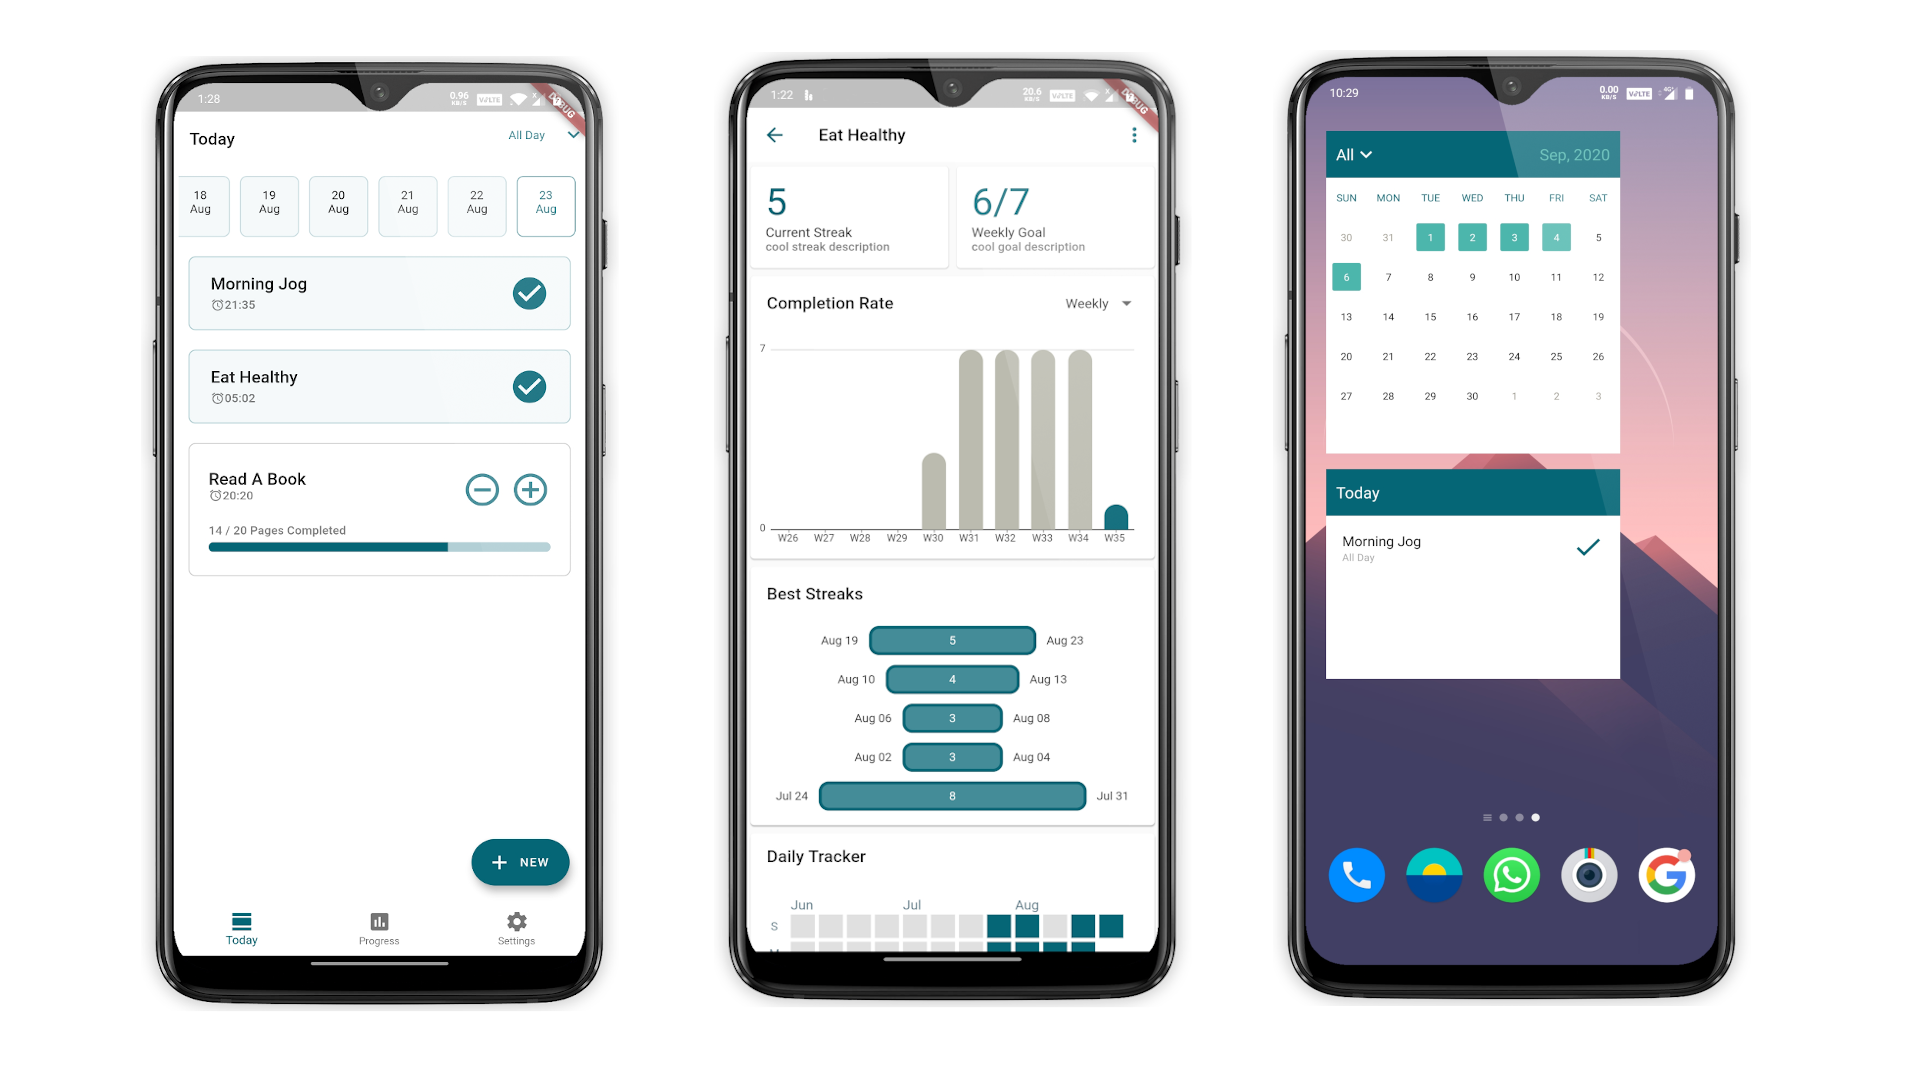 1:28
0.96
KB/S
VoLTE
DEBUG
Today
All Day
18
Aug
19
Aug
20
Aug
21
Aug
22
Aug
23
Aug
Morning Jog
21:35
Eat Healthy
05:02
Read A Book
20:20
14 / 20 Pages Completed
+ NEW
Today
Progress
Settings
1:22
20.6
KB/S
VoLTE
DEBUG
Eat Healthy
5
Current Streak
cool streak description
6/7
Weekly Goal
cool goal description
Completion Rate
Weekly
7
0
W26 W27 W28 W29 W30 W31 W32 W33 W34 W35
Best Streaks
Aug 19 5 Aug 23
Aug 10 4 Aug 13
Aug 06 3 Aug 08
Aug 02 3 Aug 04
Jul 24 8 Jul 31
Daily Tracker
Jun Jul Aug
S
10:29
0.00
KB/S
VoLTE
4G
All
Sep, 2020
SUN MON TUE WED THU FRI SAT
30 31 1 2 3 4 5
6 7 8 9 10 11 12
13 14 15 16 17 18 19
20 21 22 23 24 25 26
27 28 29 30 1 2 3
Today
Morning Jog
All Day
G